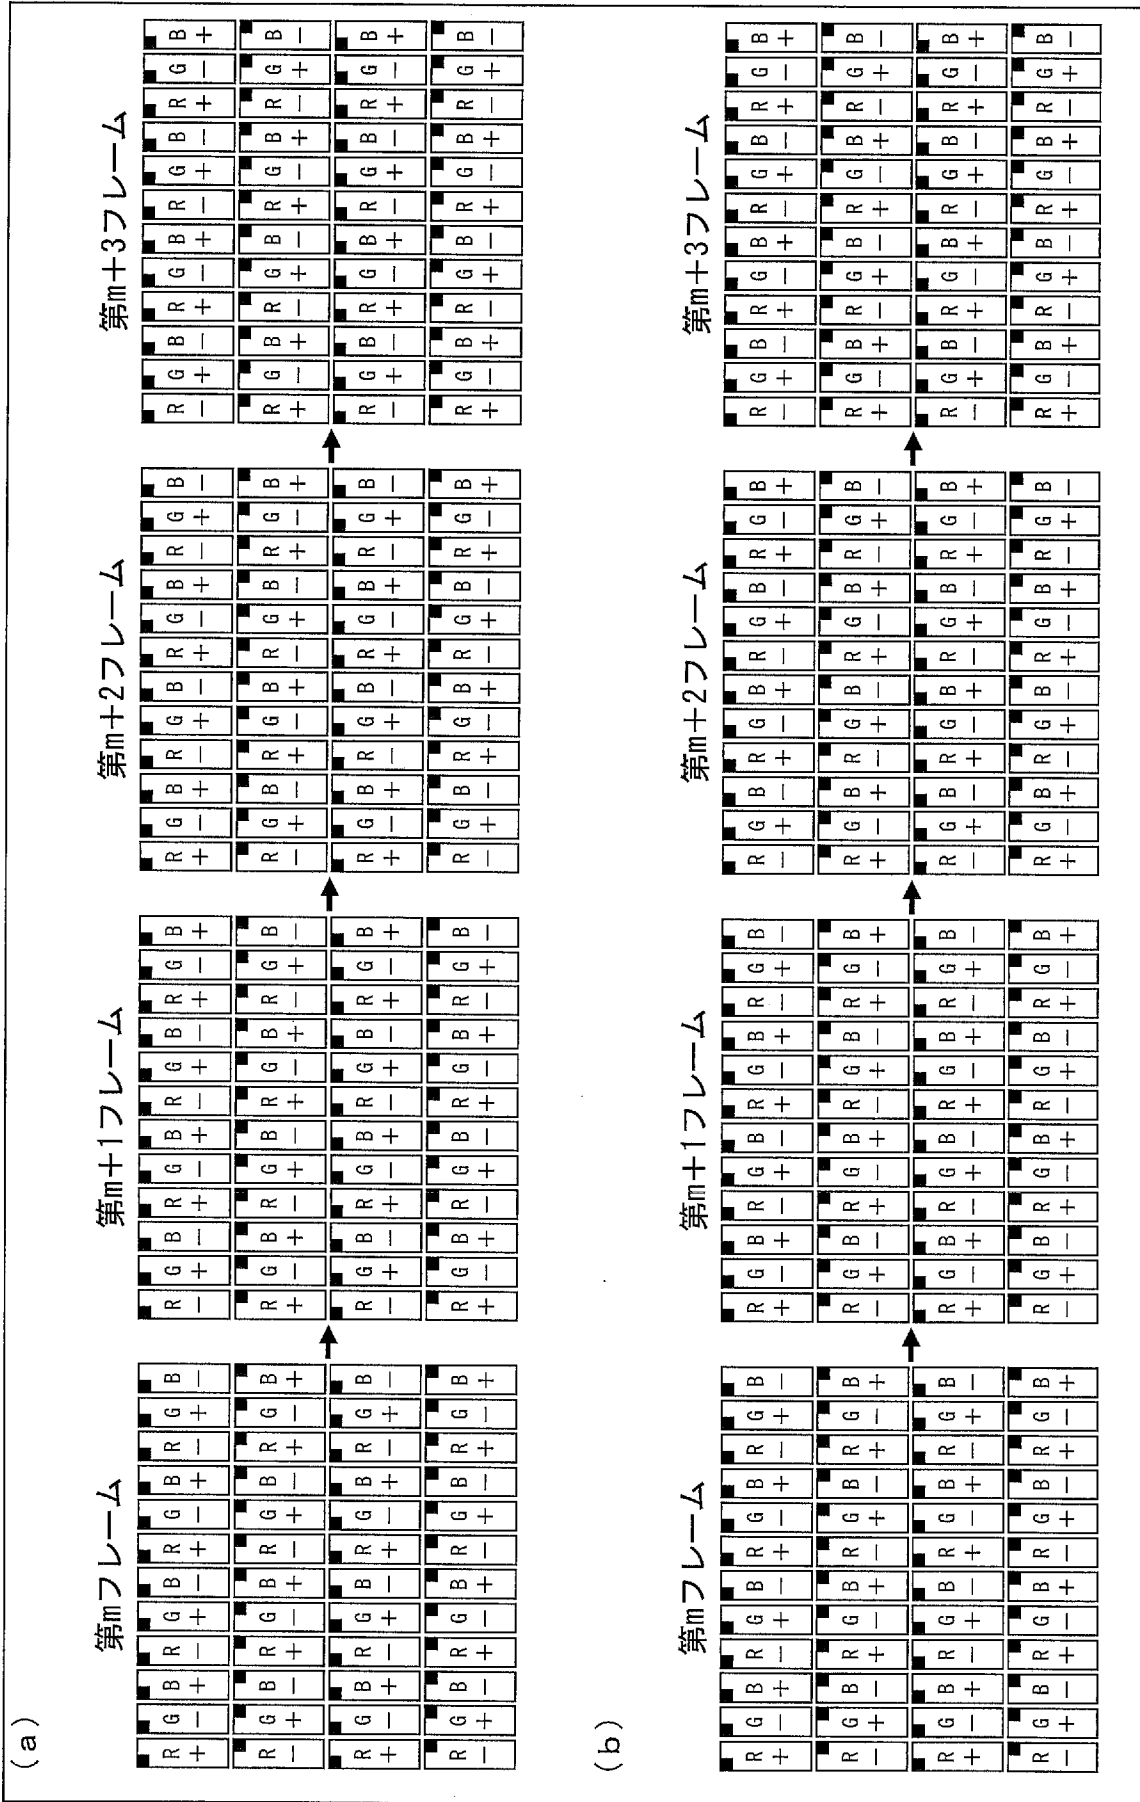 (a)
第mフレーム
R G B R G B R G B R G B
+ − + − + − + − + − + −
R G B R G B R G B R G B
− + − + − + − + − + − +
R G B R G B R G B R G B
+ − + − + − + − + − + −
R G B R G B R G B R G B
− + − + − + − + − + − +
第m+1フレーム
R G B R G B R G B R G B
− + − + − + − + − + − +
R G B R G B R G B R G B
+ − + − + − + − + − + −
R G B R G B R G B R G B
− + − + − + − + − + − +
R G B R G B R G B R G B
+ − + − + − + − + − + −
第m+2フレーム
R G B R G B R G B R G B
+ − + − + − + − + − + −
R G B R G B R G B R G B
− + − + − + − + − + − +
R G B R G B R G B R G B
+ − + − + − + − + − + −
R G B R G B R G B R G B
− + − + − + − + − + − +
第m+3フレーム
R G B R G B R G B R G B
− + − + − + − + − + − +
R G B R G B R G B R G B
+ − + − + − + − + − + −
R G B R G B R G B R G B
− + − + − + − + − + − +
R G B R G B R G B R G B
+ − + − + − + − + − + −
(b)
第mフレーム
R G B R G B R G B R G B
+ − + − + − + − + − + −
R G B R G B R G B R G B
− + − + − + − + − + − +
R G B R G B R G B R G B
+ − + − + − + − + − + −
R G B R G B R G B R G B
− + − + − + − + − + − +
第m+1フレーム
R G B R G B R G B R G B
+ − + − + − + − + − + −
R G B R G B R G B R G B
− + − + − + − + − + − +
R G B R G B R G B R G B
+ − + − + − + − + − + −
R G B R G B R G B R G B
− + − + − + − + − + − +
第m+2フレーム
R G B R G B R G B R G B
− + − + − + − + − + − +
R G B R G B R G B R G B
+ − + − + − + − + − + −
R G B R G B R G B R G B
− + − + − + − + − + − +
R G B R G B R G B R G B
+ − + − + − + − + − + −
第m+3フレーム
R G B R G B R G B R G B
− + − + − + − + − + − +
R G B R G B R G B R G B
+ − + − + − + − + − + −
R G B R G B R G B R G B
− + − + − + − + − + − +
R G B R G B R G B R G B
+ − + − + − + − + − + −